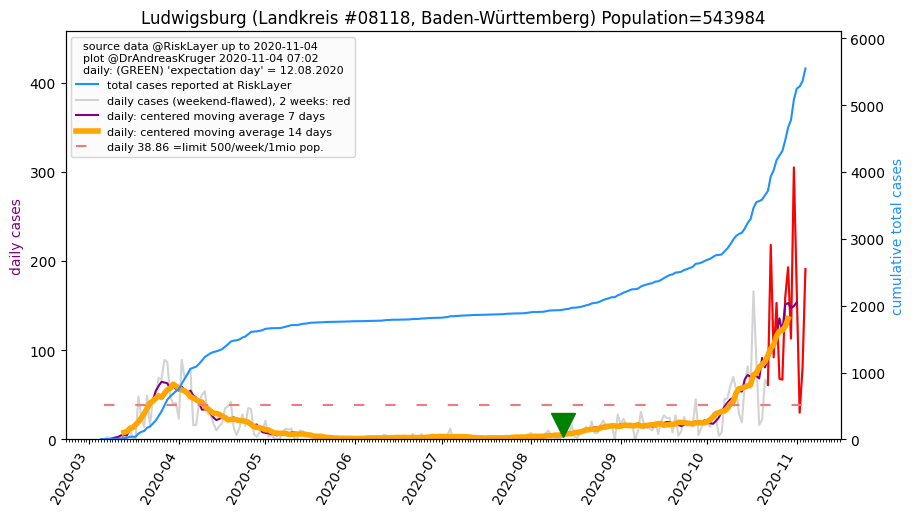 Ludwigsburg (Landkreis #08118, Baden-Württemberg) Population=543984
source data @RiskLayer up to 2020-11-04
plot @DrAndreasKruger 2020-11-04 07:02
daily: (GREEN) 'expectation day' = 12.08.2020
total cases reported at RiskLayer
daily cases (weekend-flawed), 2 weeks: red
daily: centered moving average 7 days
daily: centered moving average 14 days
daily 38.86 =limit 500/week/1mio pop.
daily cases
400
300
200
100
0
cumulative total cases
6000
5000
4000
3000
2000
1000
0
2020-03
2020-04
2020-05
2020-06
2020-07
2020-08
2020-09
2020-10
2020-11